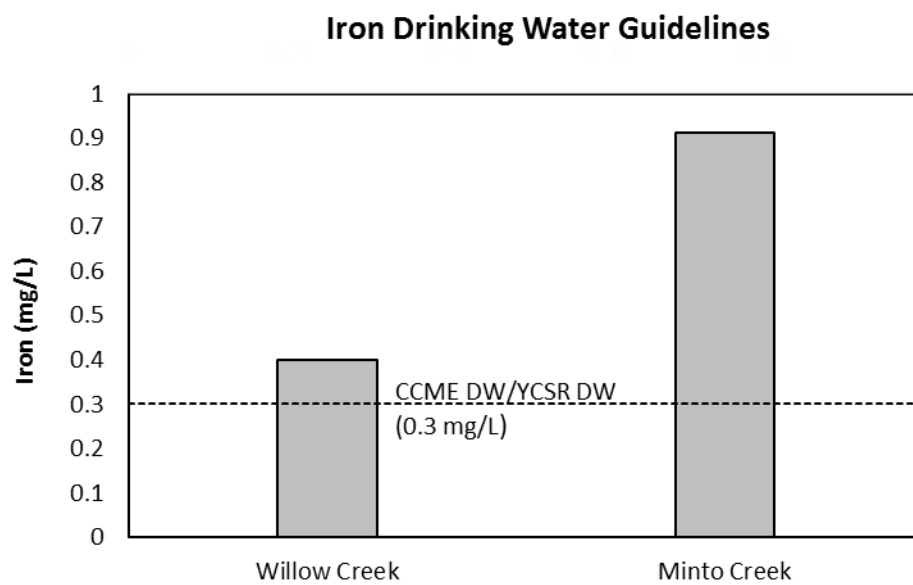 Iron Drinking Water Guidelines
1
0.9
0.8
0.7
0.6
0.5
0.4
0.3
0.2
0.1
0
Iron (mg/L)
CCME DW/YCSR DW
(0.3 mg/L)
Willow Creek
Minto Creek